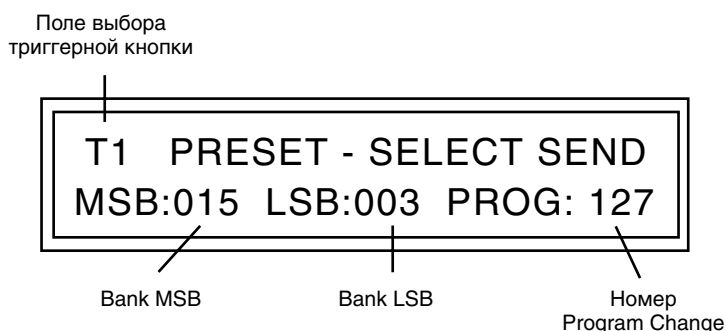 Поле выбора
триггерной кнопки
T1 PRESET - SELECT SEND
MSB:015 LSB:003 PROG: 127
Bank MSB
Bank LSB
Номер
Program Change